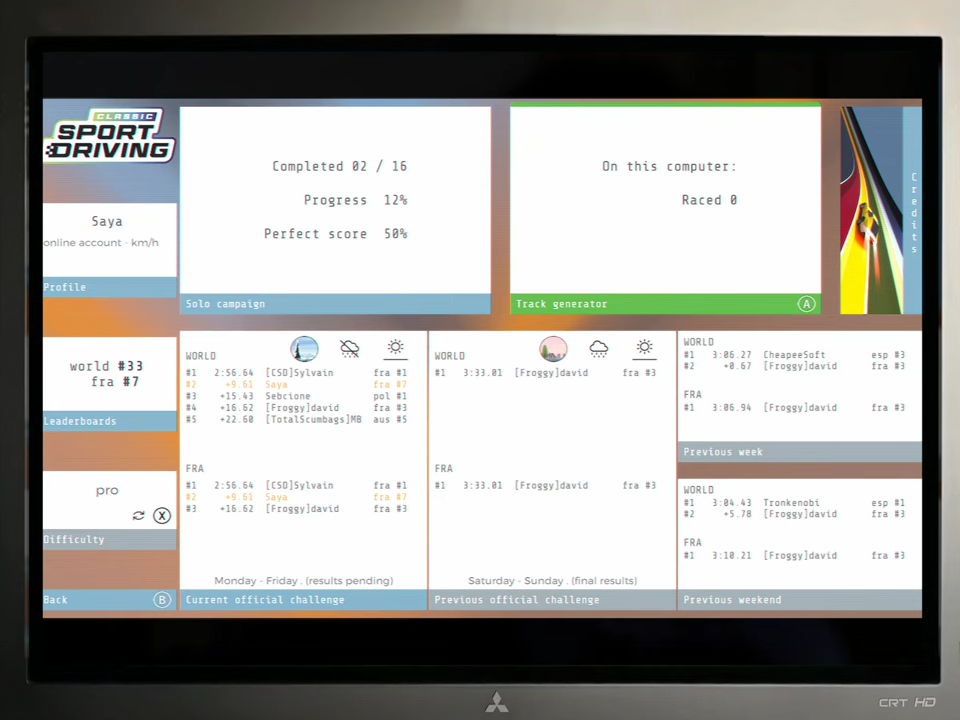 CLASSIC
SPORT
DRIVING
Saya
online account · km/h
Profile
world #33
fra #7
Leaderboards
pro
X
Difficulty
Back B
Completed 02 / 16
Progress 12%
Perfect score 50%
Solo campaign
On this computer:
Raced 0
Track generator A
Credits
WORLD
#1 2:56.64 [CSD]Sylvain fra #1
#2 +9.61 Saya fra #7
#3 +15.43 Sebcione pol #1
#4 +16.62 [Froggy]david fra #3
#5 +22.60 [TotalScumbags]MB aus #5
FRA
#1 2:56.64 [CSD]Sylvain fra #1
#2 +9.61 Saya fra #7
#3 +16.62 [Froggy]david fra #3
Monday - Friday . (results pending)
Current official challenge
WORLD
#1 3:33.01 [Froggy]david fra #3
FRA
#1 3:33.01 [Froggy]david fra #3
Saturday - Sunday . (final results)
Previous official challenge
WORLD
#1 3:06.27 CheapeeSoft esp #3
#2 +0.67 [Froggy]david fra #3
FRA
#1 3:06.94 [Froggy]david fra #3
Previous week
WORLD
#1 3:04.43 Tronkenobi esp #1
#2 +5.78 [Froggy]david fra #3
FRA
#1 3:10.21 [Froggy]david fra #3
Previous weekend
CRT HD